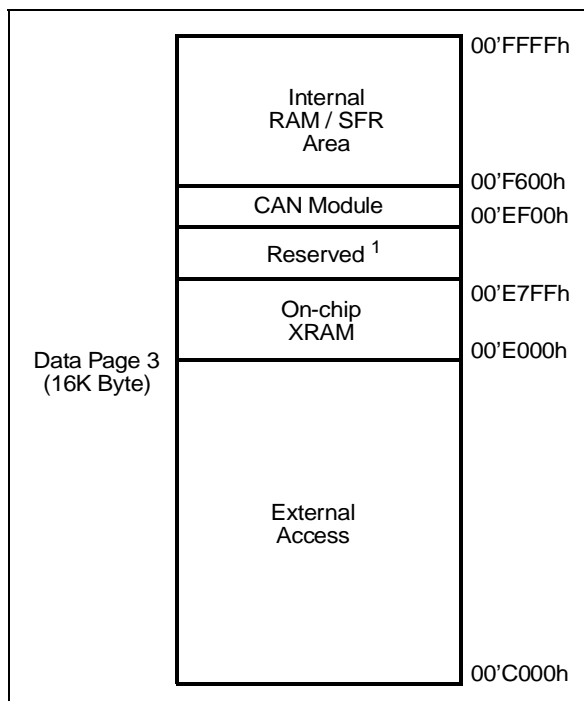 00'FFFFh
Internal
RAM / SFR
Area
00'F600h
CAN Module
00'EF00h
Reserved 1
00'E7FFh
On-chip
XRAM
00'E000h
Data Page 3
(16K Byte)
External
Access
00'C000h